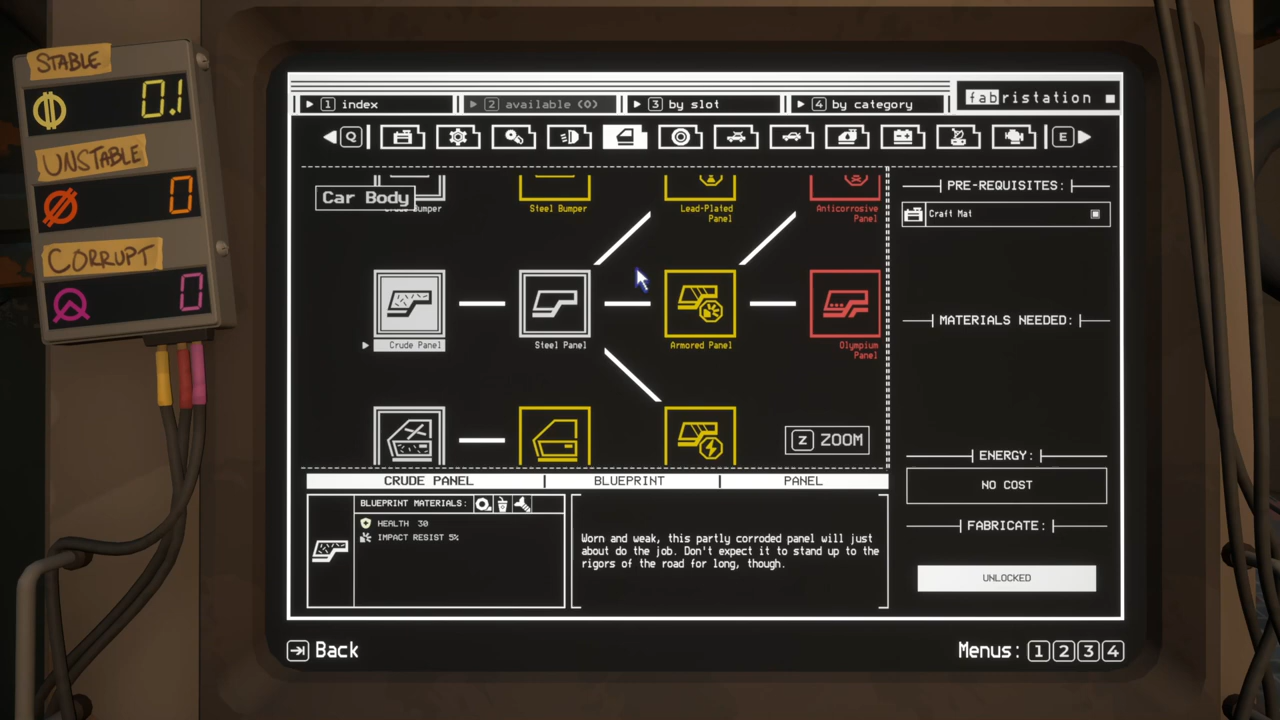 STABLE
0.1
UNSTABLE
0
CORRUPT
0
1 index
2 available (0)
3 by slot
4 by category
fabristation
Q
E
Car Body
Steel Bumper
Lead-Plated
Panel
Anticorrosive
Panel
Crude Panel
Steel Panel
Armored Panel
Olympium
Panel
Z ZOOM
PRE-REQUISITES:
Craft Mat
MATERIALS NEEDED:
ENERGY:
NO COST
FABRICATE:
UNLOCKED
CRUDE PANEL
BLUEPRINT
PANEL
BLUEPRINT MATERIALS:
HEALTH 30
IMPACT RESIST 5%
Worn and weak, this partly corroded panel will just
about do the job. Don't expect it to stand up to the
rigors of the road for long, though.
Back
Menus: 1 2 3 4